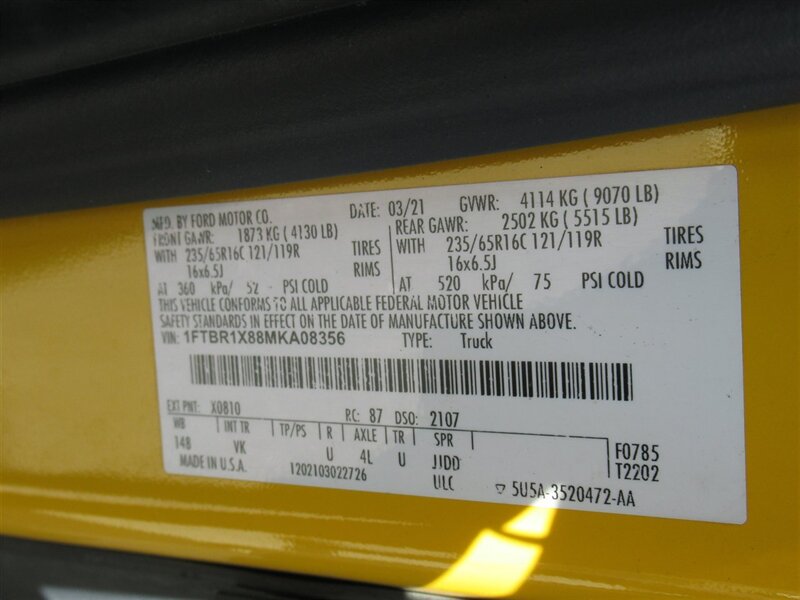 MFD. BY FORD MOTOR CO. DATE: 03/21 GVWR: 4114 KG ( 9070 LB)
FRONT GAWR: 1873 KG ( 4130 LB) REAR GAWR: 2502 KG ( 5515 LB)
WITH 235/65R16C 121/119R TIRES WITH 235/65R16C 121/119R TIRES
16x6.5J RIMS 16x6.5J RIMS
AT 360 kPa/ 52 PSI COLD AT 520 kPa/ 75 PSI COLD
THIS VEHICLE CONFORMS TO ALL APPLICABLE FEDERAL MOTOR VEHICLE
SAFETY STANDARDS IN EFFECT ON THE DATE OF MANUFACTURE SHOWN ABOVE.
VIN: 1FTBR1X88MKA08356 TYPE: Truck
EXT PNT: X0810 RC: 87 DSO: 2107
WB INT TR TP/PS R AXLE TR SPR F0785
148 VK U 4L U JJDD T2202
MADE IN U.S.A. 1202103022726 ULC ▽ 5U5A-3520472-AA